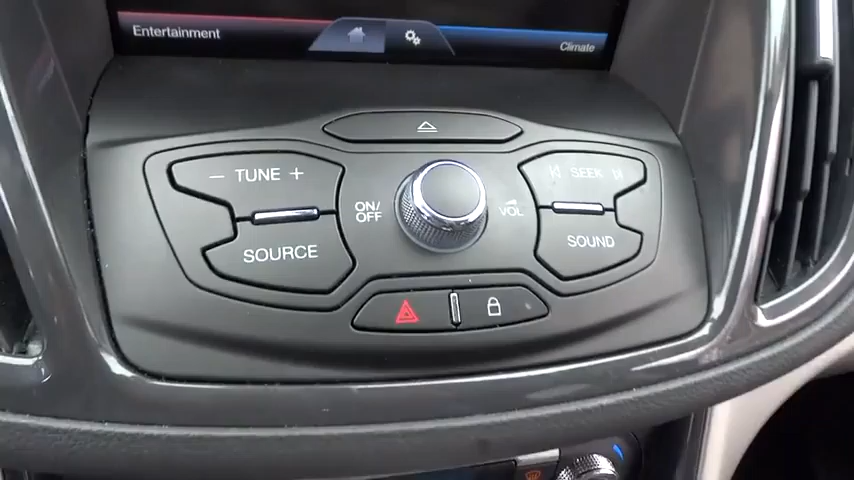 Entertainment
Climate
− TUNE +
SEEK
ON/
OFF
VOL
SOURCE
SOUND